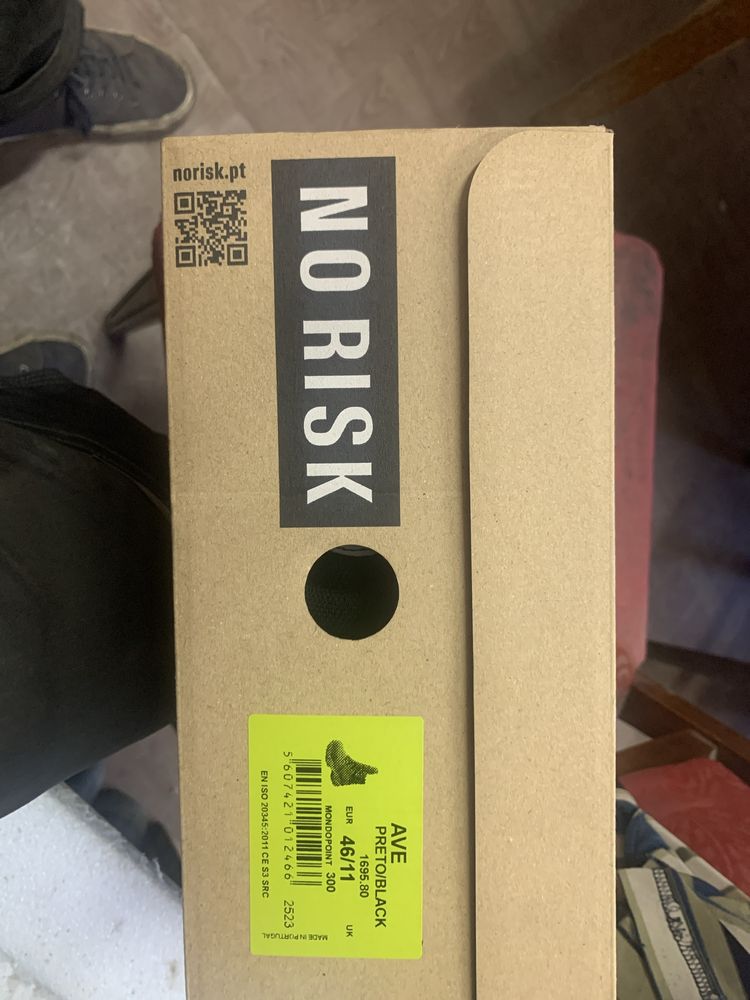 norisk.pt
NO RISK
AVE
PRETO/BLACK
1695.80
EUR 46/11 UK
MONDOPOINT 300
5 607421 012466 2523
EN ISO 20345:2011 CE S3 SRC
MADE IN PORTUGAL